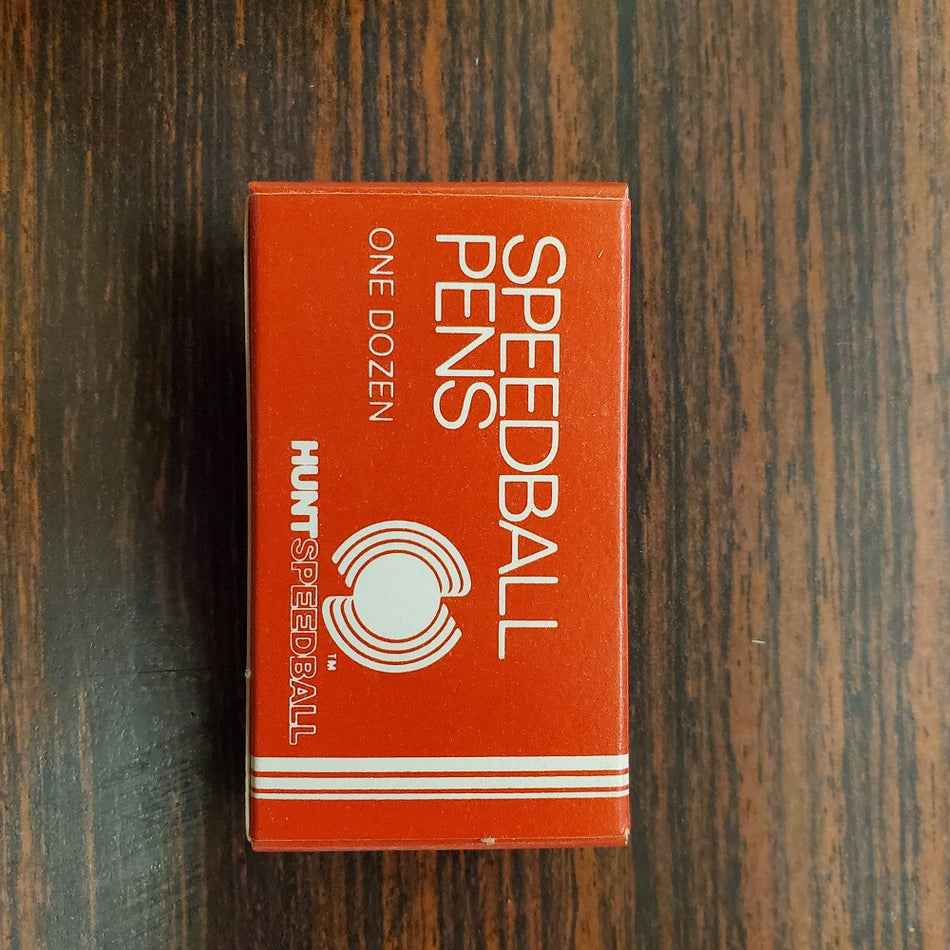 SPEEDBALL
PENS
ONE DOZEN
HUNTSPEEDBALL
TM